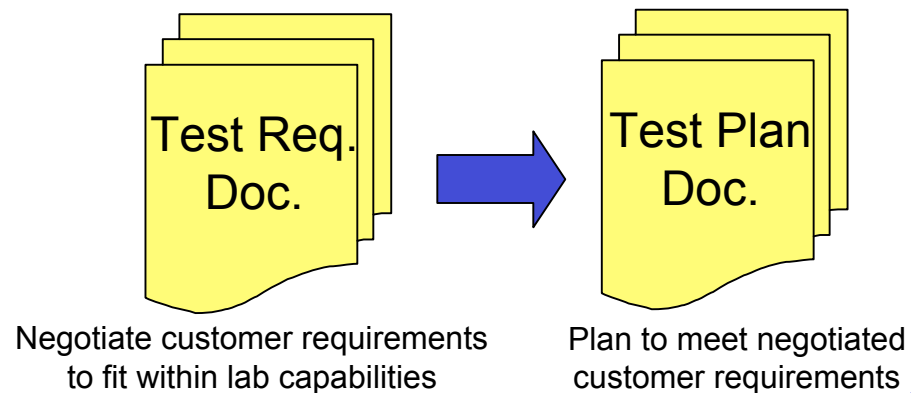 Test Req.
Doc.
Test Plan
Doc.
Negotiate customer requirements
to fit within lab capabilities
Plan to meet negotiated
customer requirements